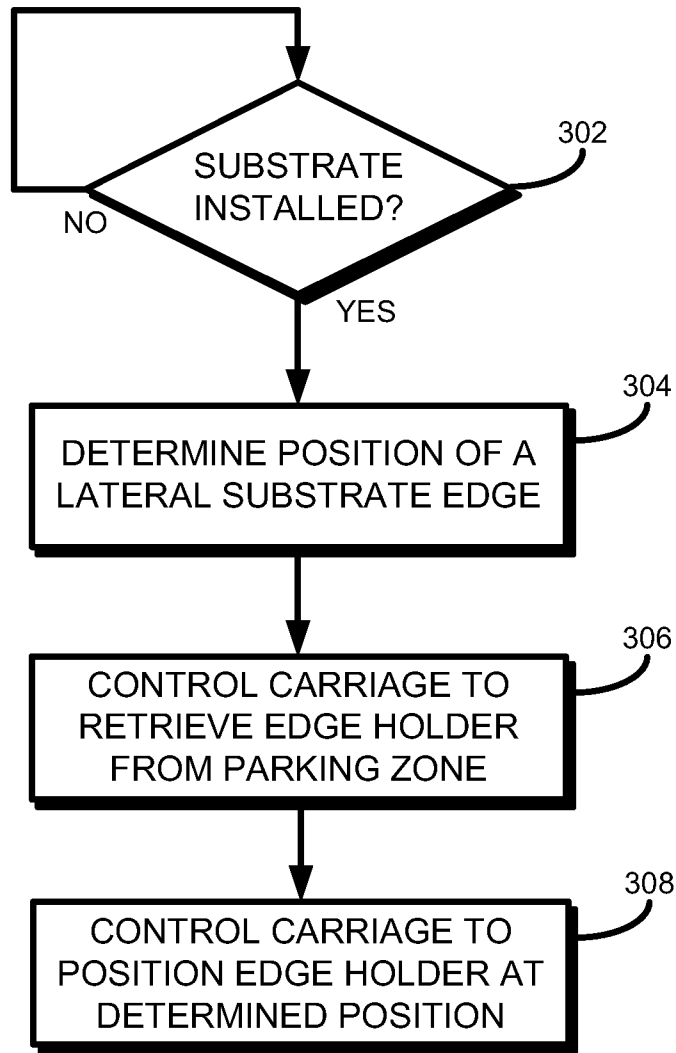 SUBSTRATE
INSTALLED?
302
NO
YES
304
DETERMINE POSITION OF A
LATERAL SUBSTRATE EDGE
306
CONTROL CARRIAGE TO
RETRIEVE EDGE HOLDER
FROM PARKING ZONE
308
CONTROL CARRIAGE TO
POSITION EDGE HOLDER AT
DETERMINED POSITION